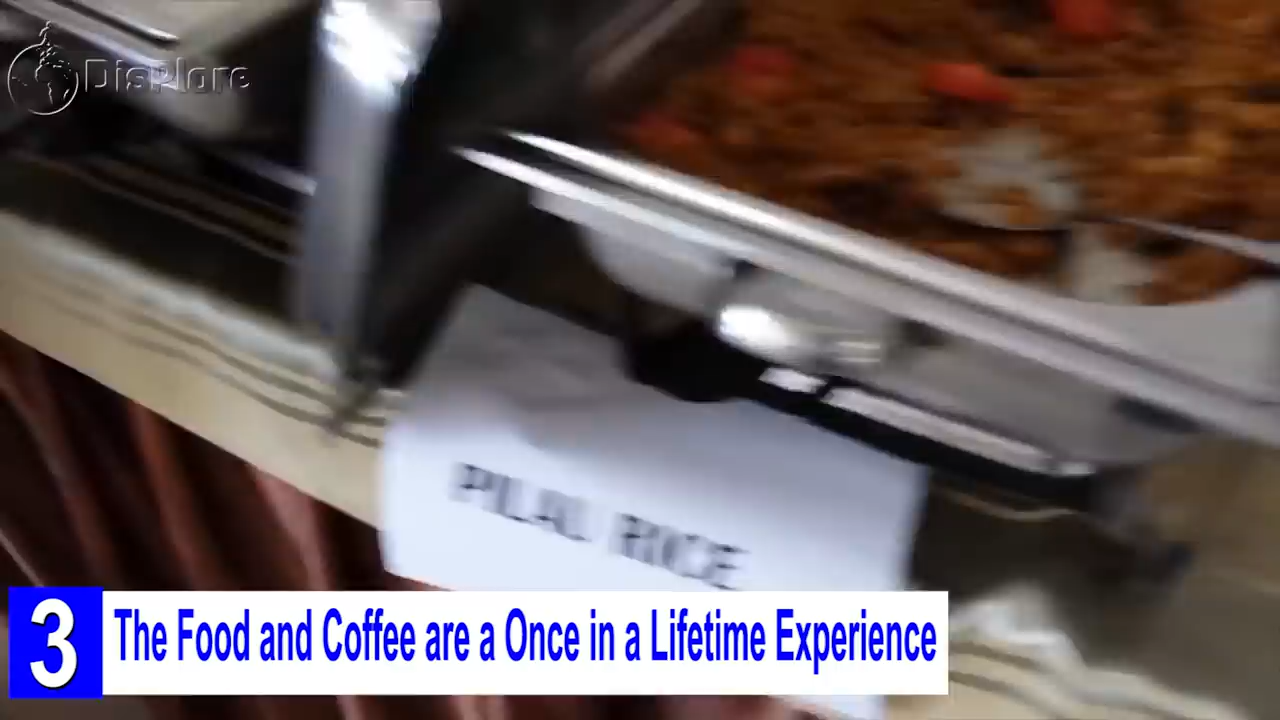 DisPlore
PILAU RICE
3 The Food and Coffee are a Once in a Lifetime Experience